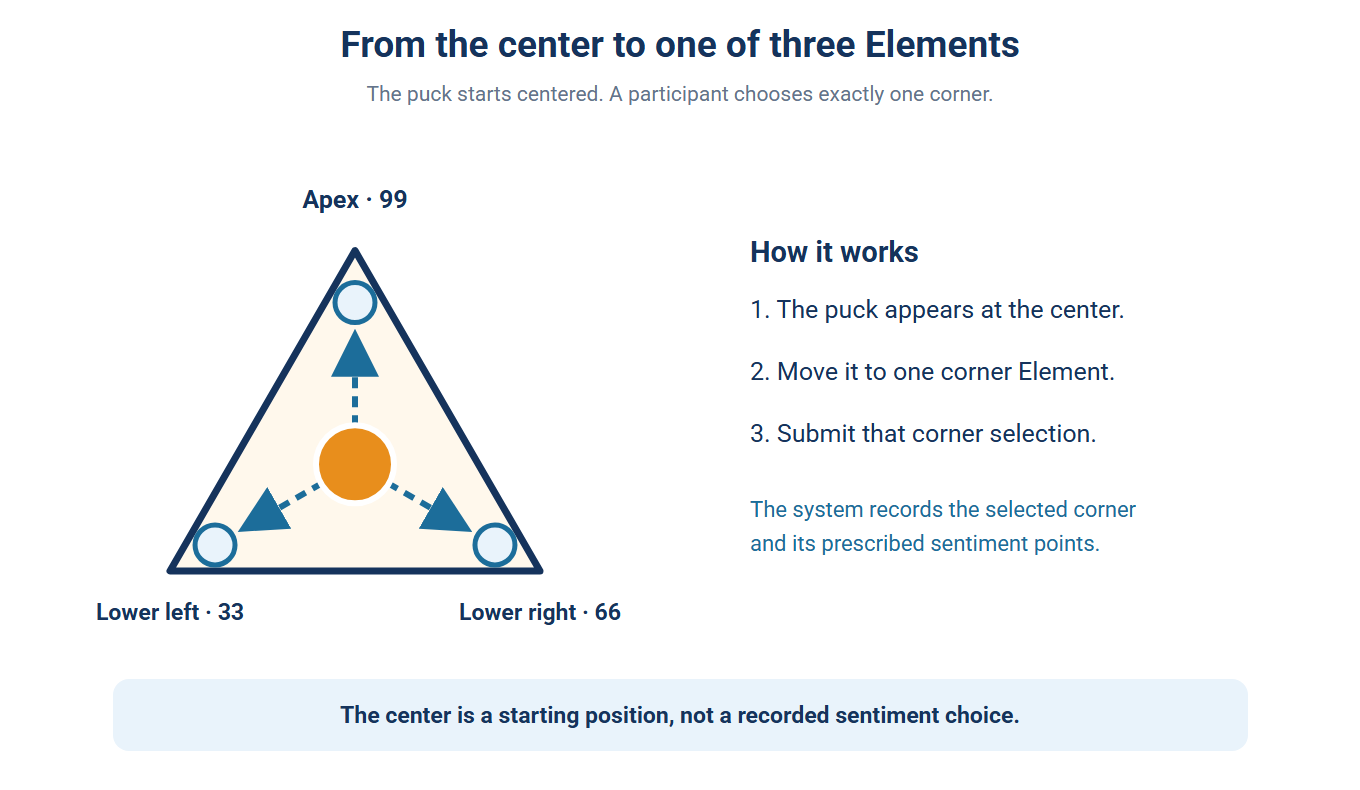 From the center to one of three Elements
The puck starts centered. A participant chooses exactly one corner.
Apex · 99
How it works
1. The puck appears at the center.
2. Move it to one corner Element.
3. Submit that corner selection.
The system records the selected corner
and its prescribed sentiment points.
Lower left · 33
Lower right · 66
The center is a starting position, not a recorded sentiment choice.